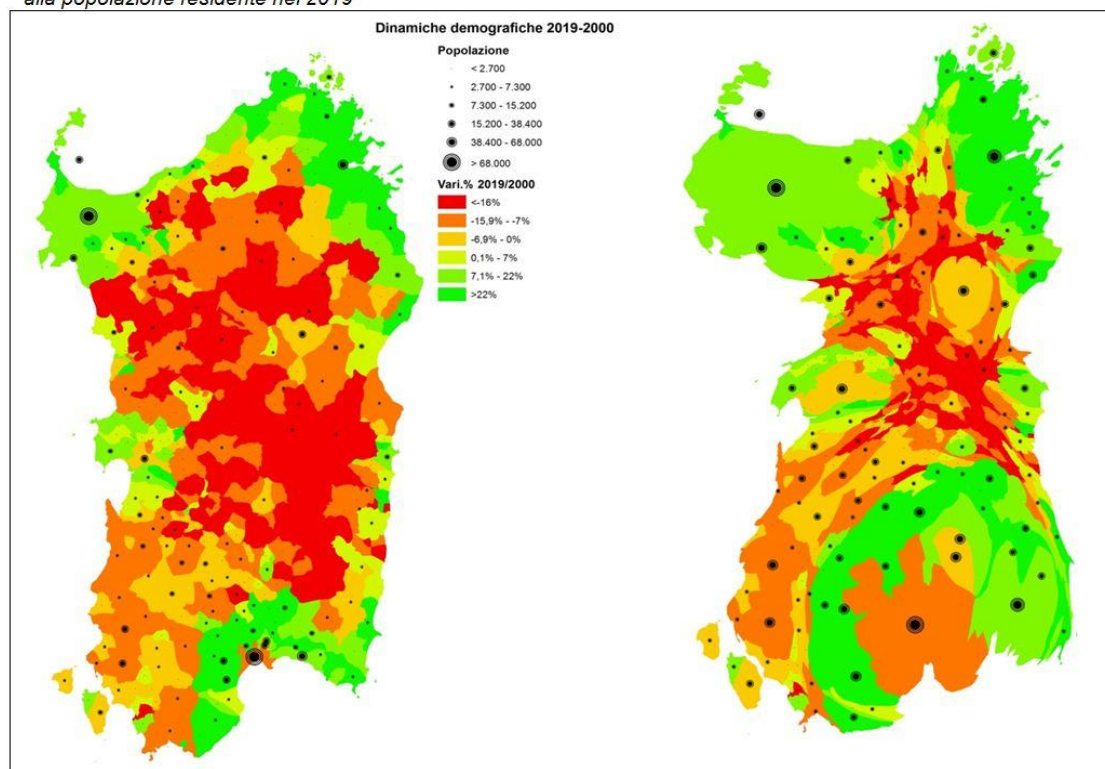 alla popolazione residente nel 2019
Dinamiche demografiche 2019-2000
Popolazione
< 2.700
2.700 - 7.300
7.300 - 15.200
15.200 - 38.400
38.400 - 68.000
> 68.000
Vari.% 2019/2000
<-16%
-15,9% - -7%
-6,9% - 0%
0,1% - 7%
7,1% - 22%
>22%